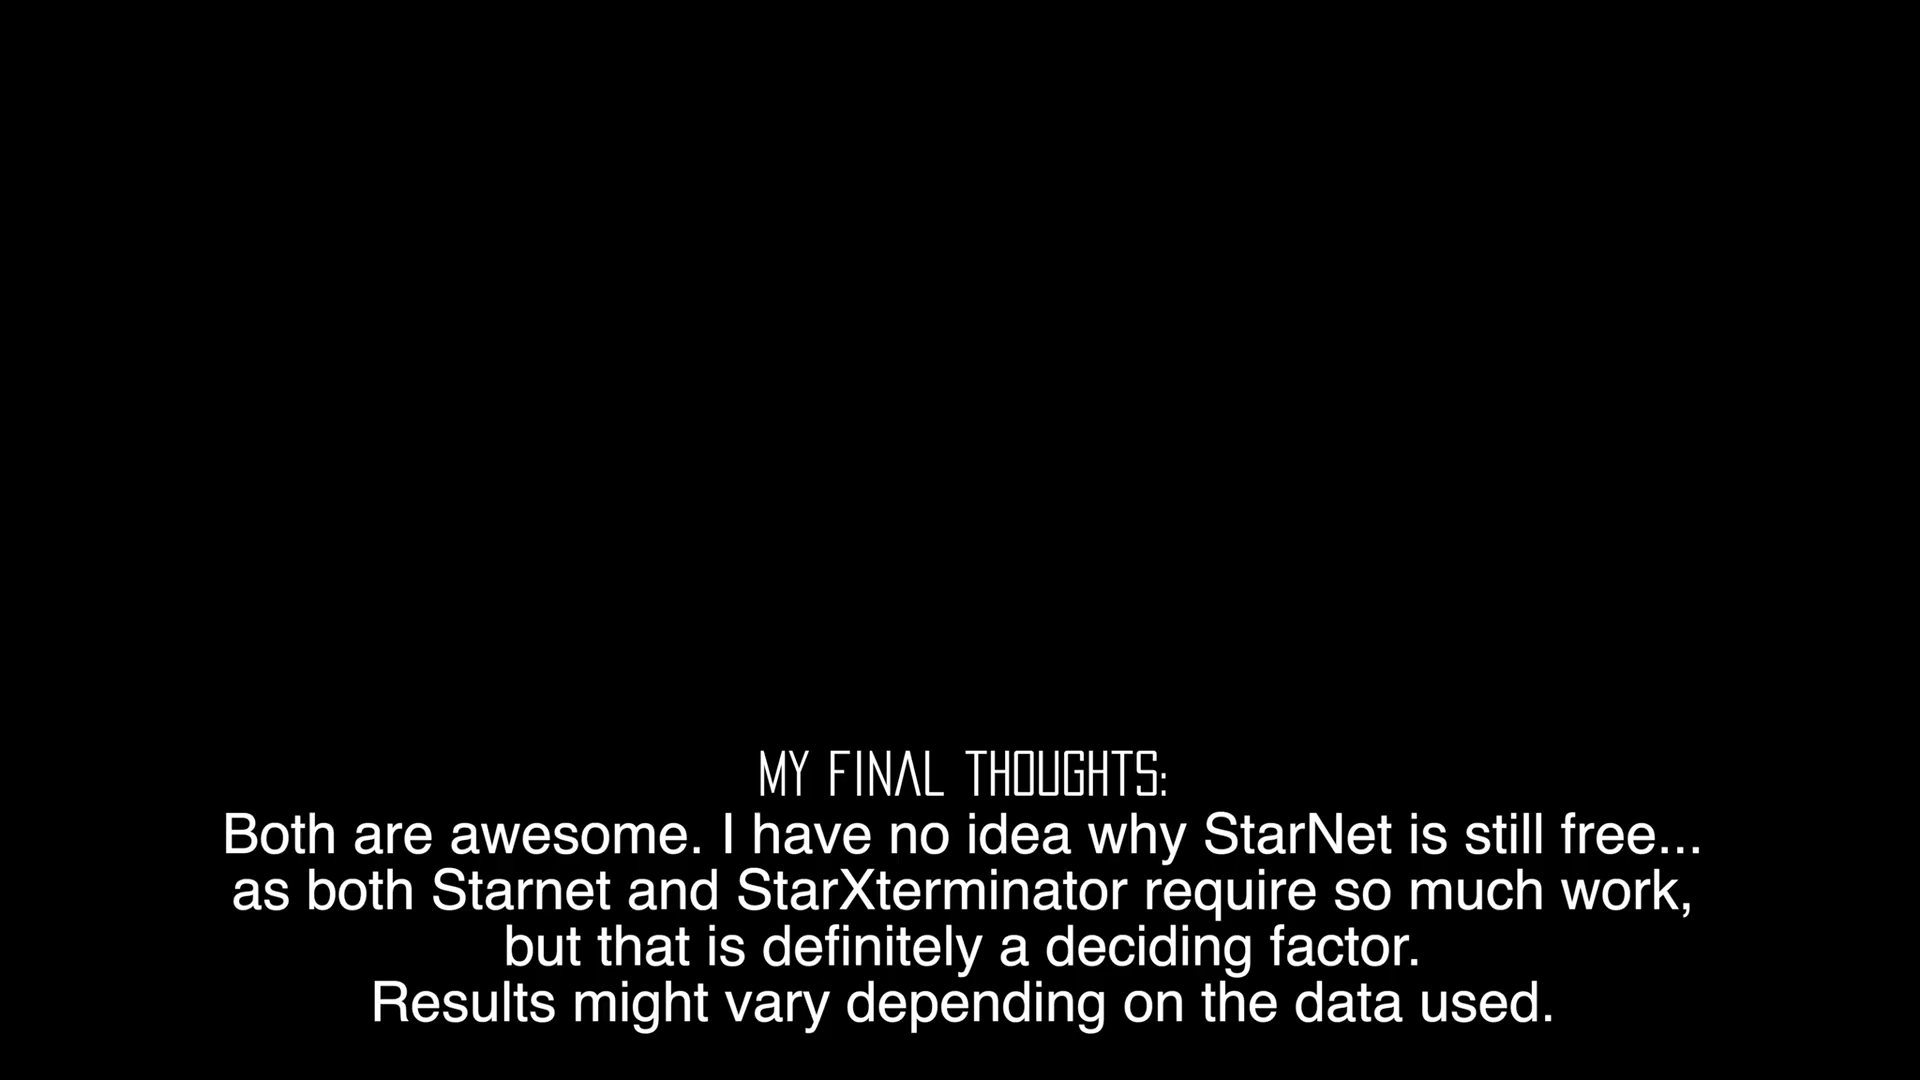 MY FINAL THOUGHTS:
Both are awesome. I have no idea why StarNet is still free...
as both Starnet and StarXterminator require so much work,
but that is definitely a deciding factor.
Results might vary depending on the data used.